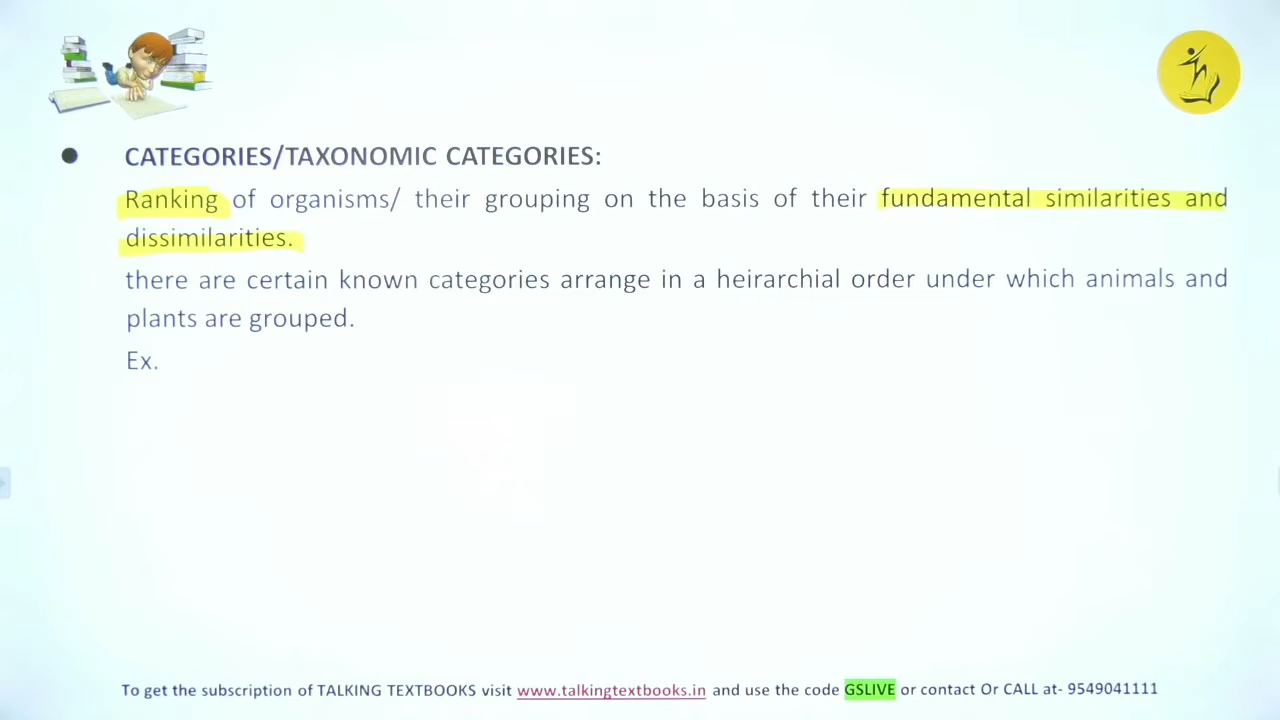 CATEGORIES/TAXONOMIC CATEGORIES:
Ranking of organisms/ their grouping on the basis of their fundamental similarities and
dissimilarities.
there are certain known categories arrange in a heirarchial order under which animals and
plants are grouped.
Ex.
To get the subscription of TALKING TEXTBOOKS visit www.talkingtextbooks.in and use the code GSLIVE or contact Or CALL at- 9549041111